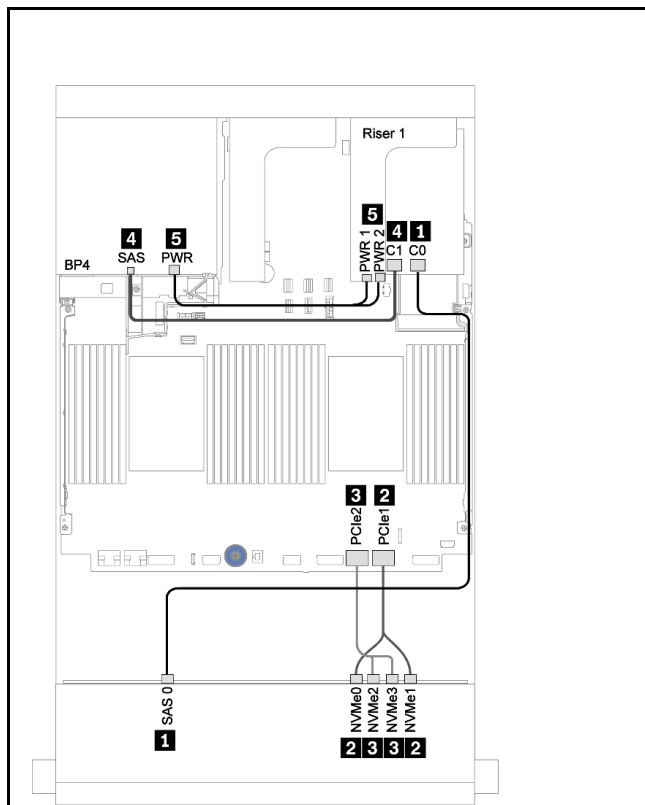 Riser 1
5
4
1
4
5
PWR 1
PWR 2
C1
C0
SAS
PWR
BP4
3
2
PCIe2
PCIe1
SAS 0
NVMe0
NVMe2
NVMe3
NVMe1
1
2
3
3
2